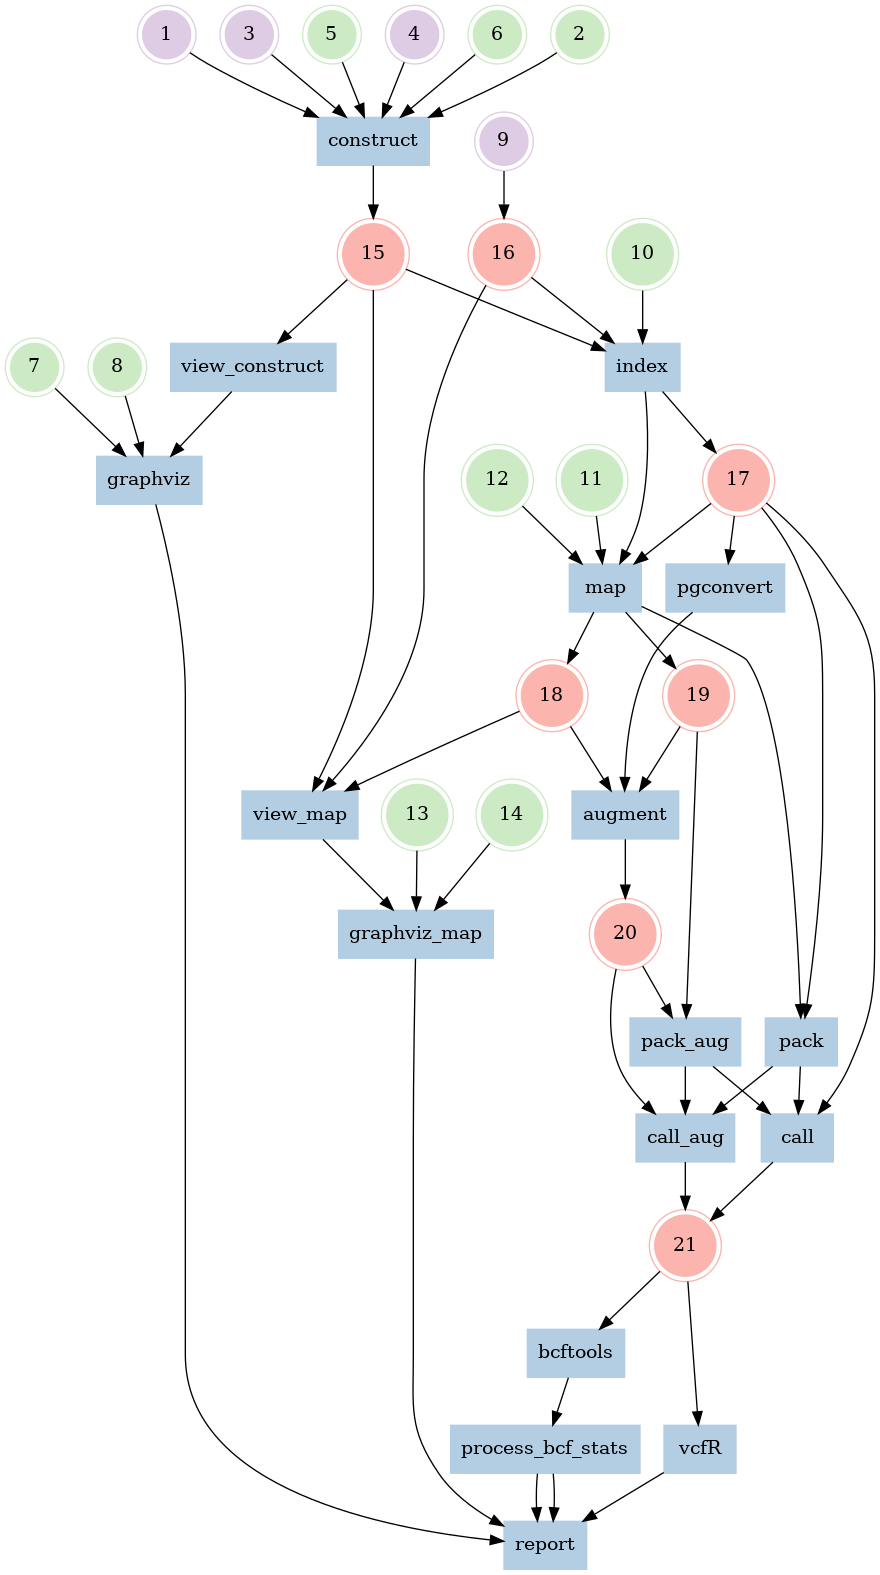 1
3
5
4
6
2
construct
9
15
16
10
7
8
view_construct
index
graphviz
12
11
17
map
pgconvert
18
19
view_map
13
14
augment
graphviz_map
20
pack_aug
pack
call_aug
call
21
bcftools
process_bcf_stats
vcfR
report